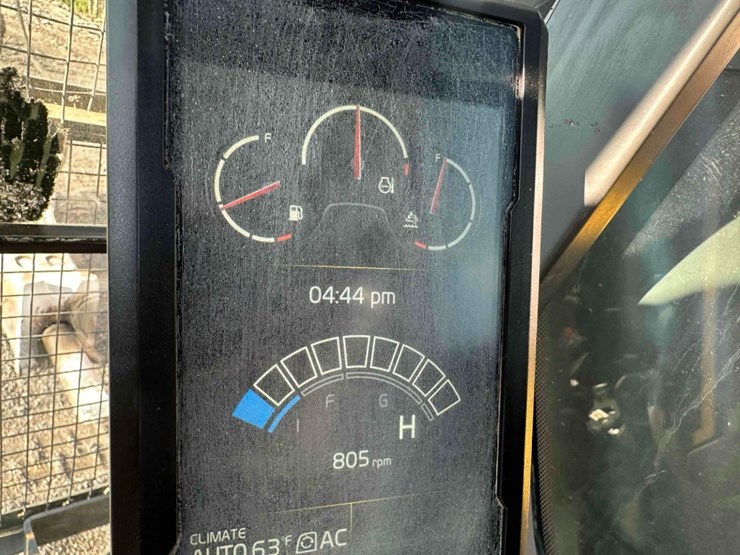 F
F
04:44 pm
I F G H
805 rpm
CLIMATE
AUTO 63°F AC